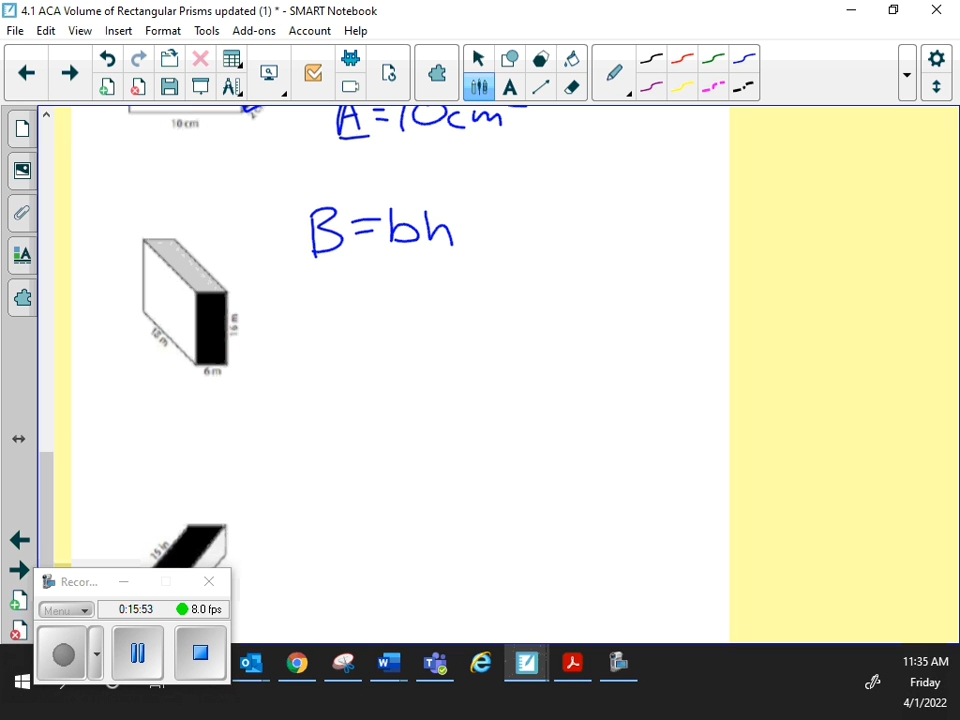 4.1 ACA Volume of Rectangular Prisms updated (1) * - SMART Notebook
File Edit View Insert Format Tools Add-ons Account Help
10 cm
A = 10cm
B = bh
16 m
6 m
15 in
Recor...
Menu
0:15:53
8.0 fps
11:35 AM
Friday
4/1/2022